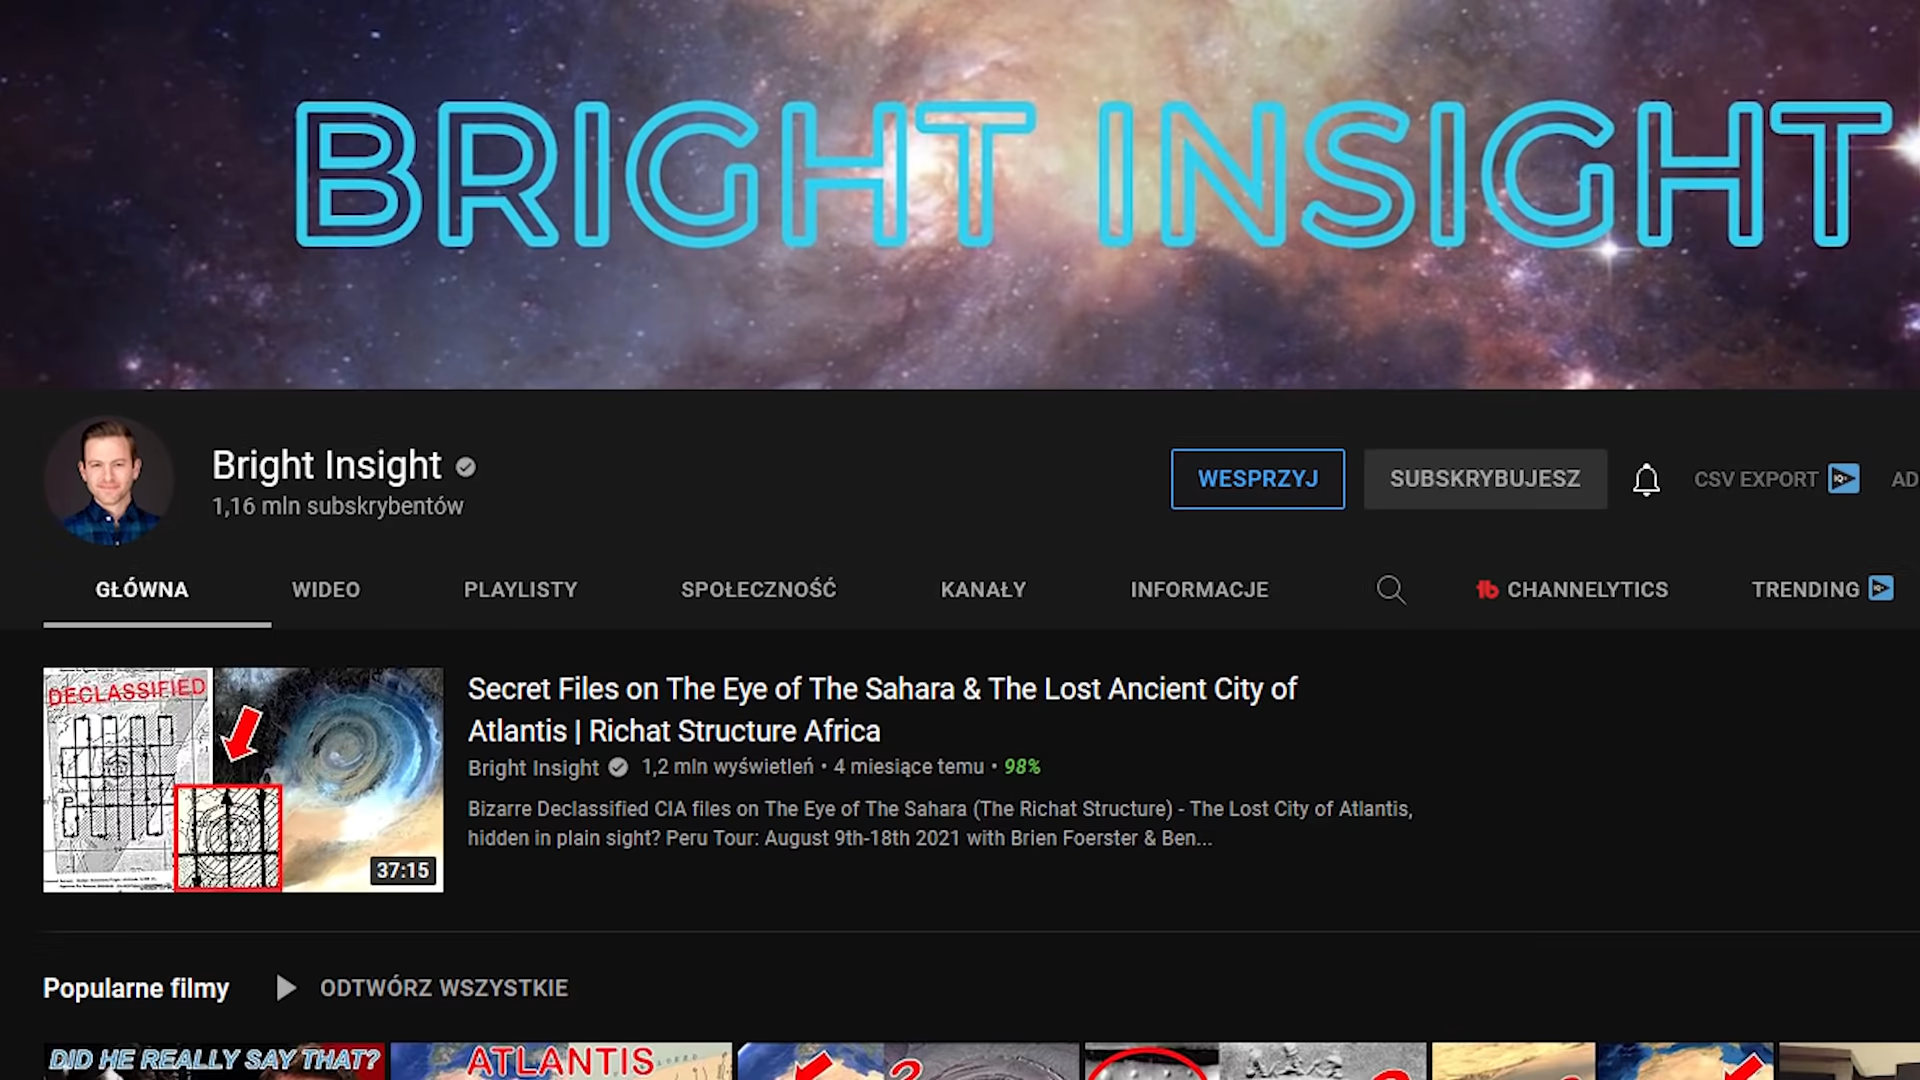 BRIGHT INSIGHT
Bright Insight
1,16 mln subskrybentów
WESPRZYJ
SUBSKRYBUJESZ
CSV EXPORT
AD
GŁÓWNA
WIDEO
PLAYLISTY
SPOŁECZNOŚĆ
KANAŁY
INFORMACJE
CHANNELYTICS
TRENDING
DECLASSIFIED
37:15
Secret Files on The Eye of The Sahara & The Lost Ancient City of
Atlantis | Richat Structure Africa
Bright Insight 1,2 mln wyświetleń • 4 miesiące temu • 98%
Bizarre Declassified CIA files on The Eye of The Sahara (The Richat Structure) - The Lost City of Atlantis,
hidden in plain sight? Peru Tour: August 9th-18th 2021 with Brien Foerster & Ben...
Popularne filmy
ODTWÓRZ WSZYSTKIE
DID HE REALLY SAY THAT?
ATLANTIS